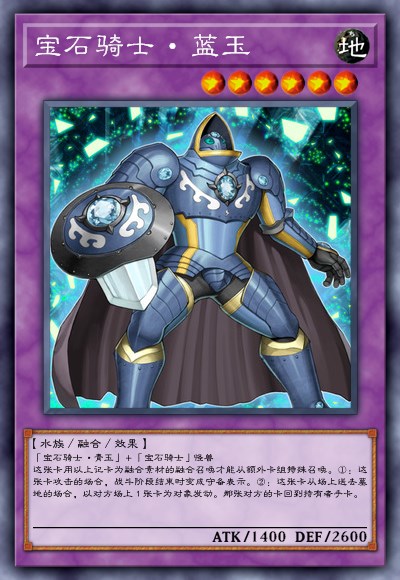 宝石骑士・蓝玉
地
【水族／融合／效果】
「宝石骑士・青玉」＋「宝石骑士」怪兽
这张卡用以上记卡为融合素材的融合召唤才能从额外卡组特殊召唤。①：这
张卡攻击的场合，战斗阶段结束时变成守备表示。②：这张卡从场上送去墓
地的场合，以对方场上1张卡为对象发动。那张对方的卡回到持有者手卡。
ATK/1400 DEF/2600